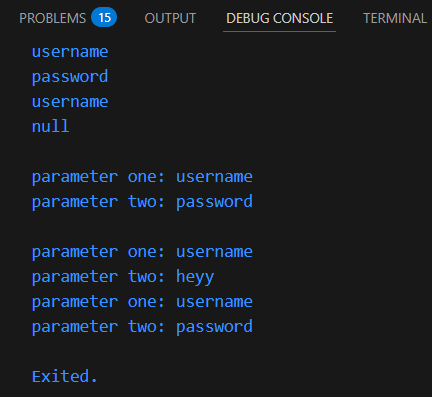 PROBLEMS 15 OUTPUT DEBUG CONSOLE TERMINAL
username
password
username
null
parameter one: username
parameter two: password
parameter one: username
parameter two: heyy
parameter one: username
parameter two: password
Exited.